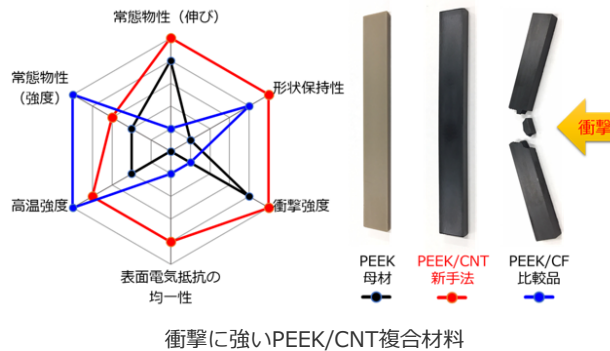 常態物性（伸び）
常態物性
（強度）
形状保持性
高温強度
衝撃強度
表面電気抵抗の
均一性
衝撃
PEEK
母材
PEEK/CNT
新手法
PEEK/CF
比較品
衝撃に強いPEEK/CNT複合材料